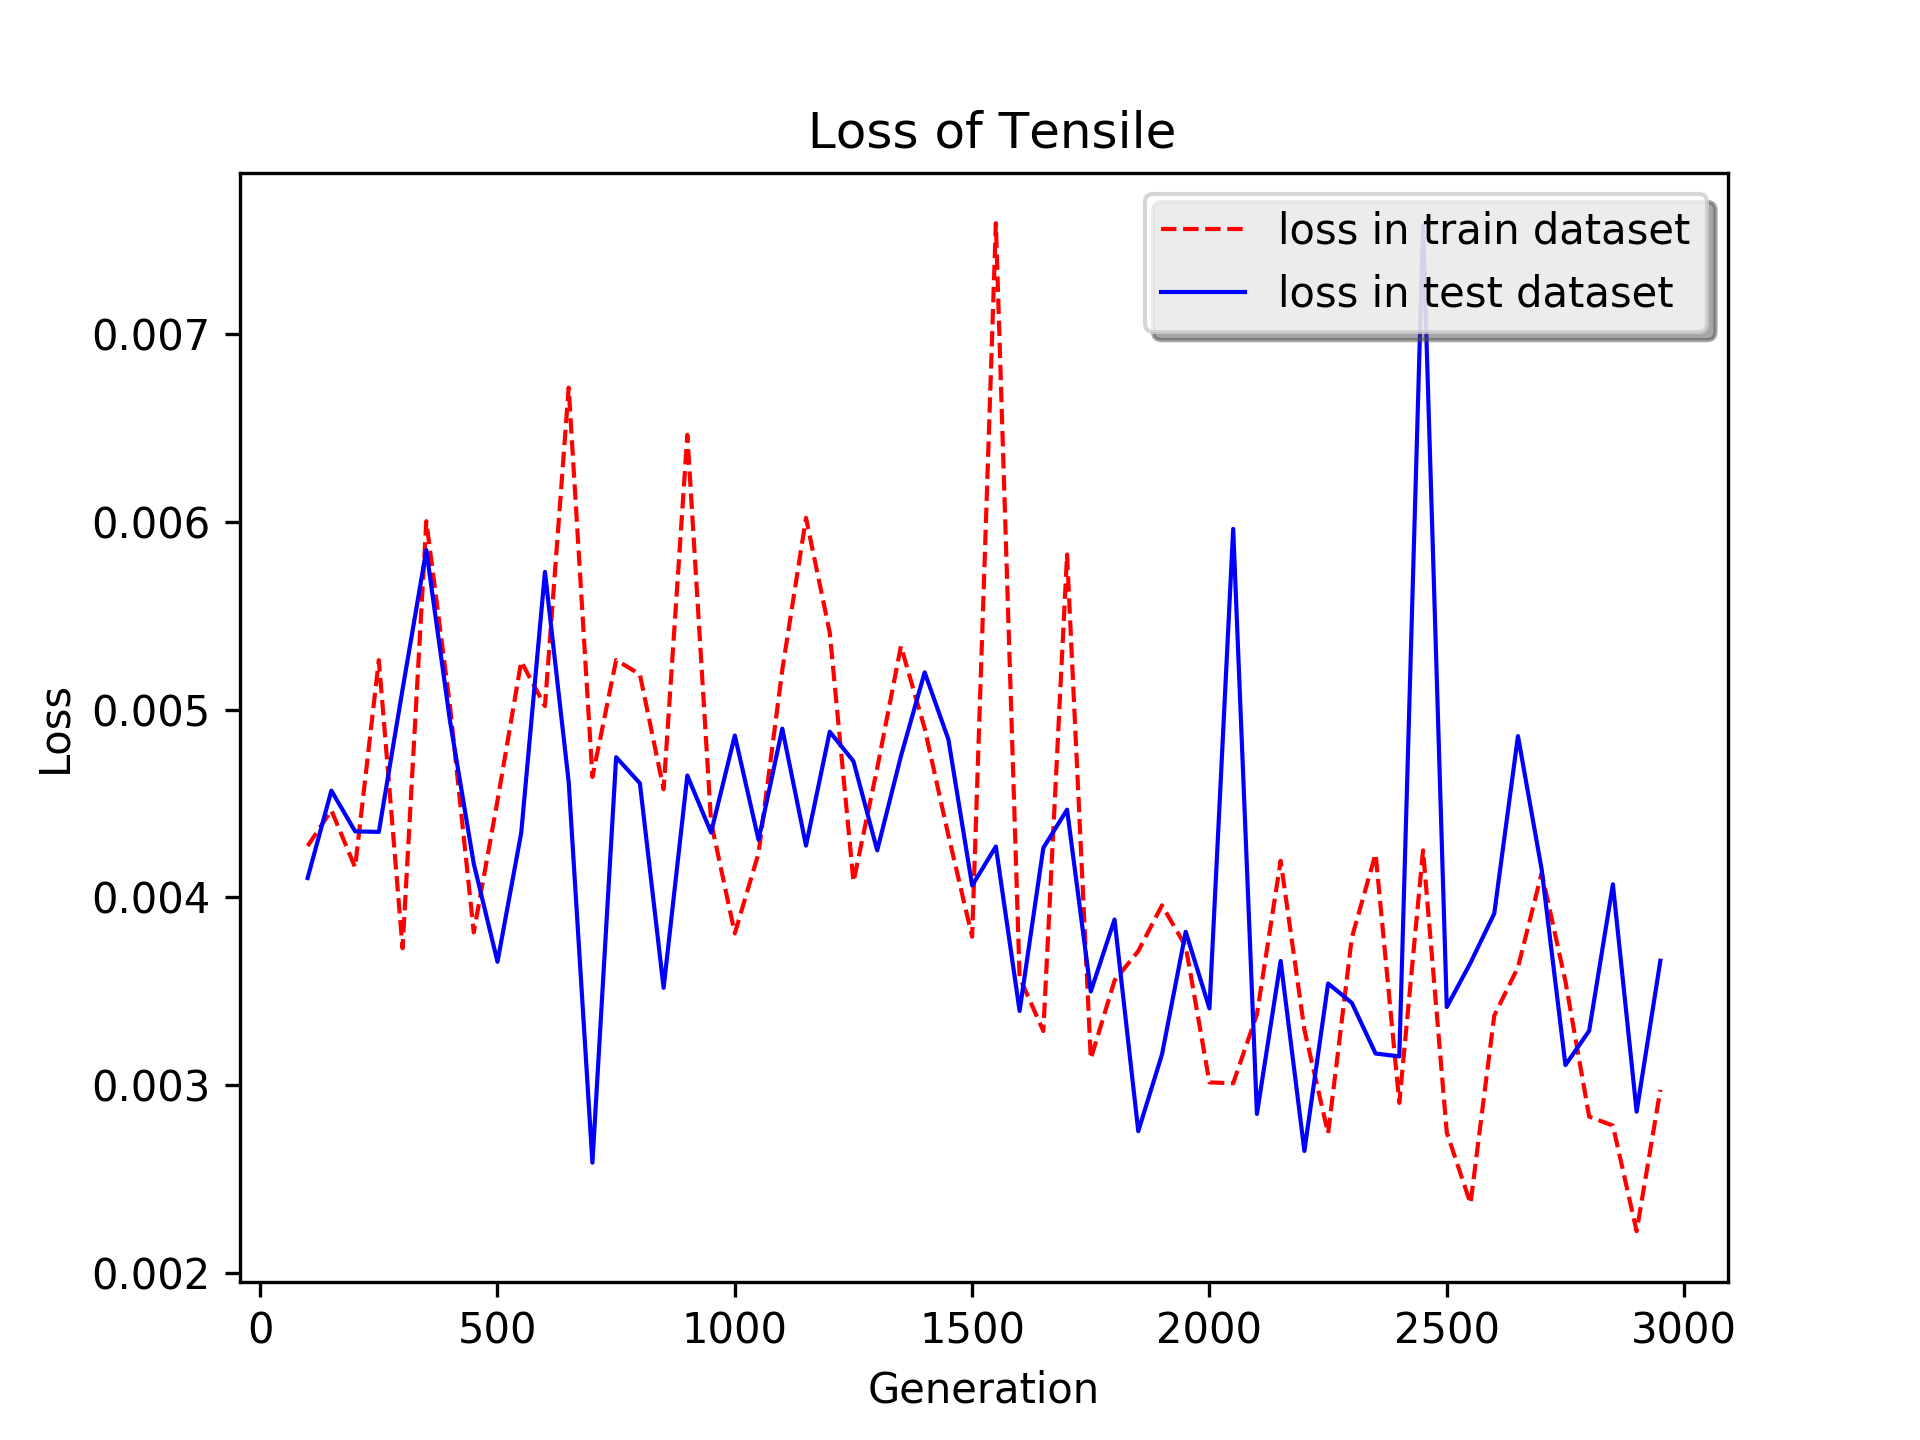 Loss of Tensile
loss in train dataset
loss in test dataset
0.007
0.006
0.005
0.004
0.003
0.002
Loss
0 500 1000 1500 2000 2500 3000
Generation